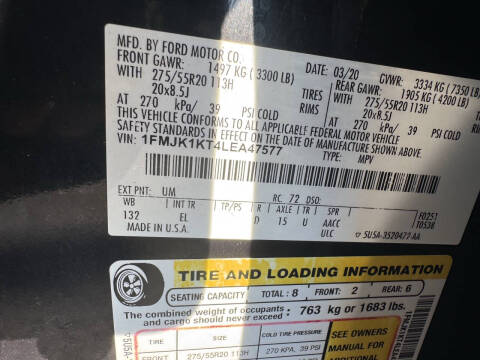 MFD. BY FORD MOTOR CO.
DATE: 03/20 GVWR: 3334 KG (7350 LB)
FRONT GAWR: 1497 KG (3300 LB) REAR GAWR: 1905 KG (4200 LB)
WITH 275/55R20 113H TIRES WITH 275/55R20 113H
20x8.5J RIMS 20x8.5J
AT 270 kPa/ 39 PSI COLD AT 270 kPa/ 39 PSI COLD
THIS VEHICLE CONFORMS TO ALL APPLICABLE FEDERAL MOTOR VEHICLE
SAFETY STANDARDS IN EFFECT ON THE DATE OF MANUFACTURE SHOWN ABOVE.
VIN: 1FMJK1KT4LEA47577
TYPE: MPV
EXT PNT: UM RC: 72 DSO:
WB INT TR TP/PS R AXLE TR SPR
132 EL D 15 U AACC
F0251
T0538
MADE IN U.S.A. ULC 5U5A-3520472-AA
TIRE AND LOADING INFORMATION
SEATING CAPACITY TOTAL: 8 FRONT: 2 REAR: 6
The combined weight of occupants and cargo should never exceed: 763 kg or 1683 lbs.
TIRE SIZE COLD TIRE PRESSURE
FRONT 275/55R20 113H 270 KPA, 39 PSI
SEE OWNERS
MANUAL FOR
ADDITIONAL